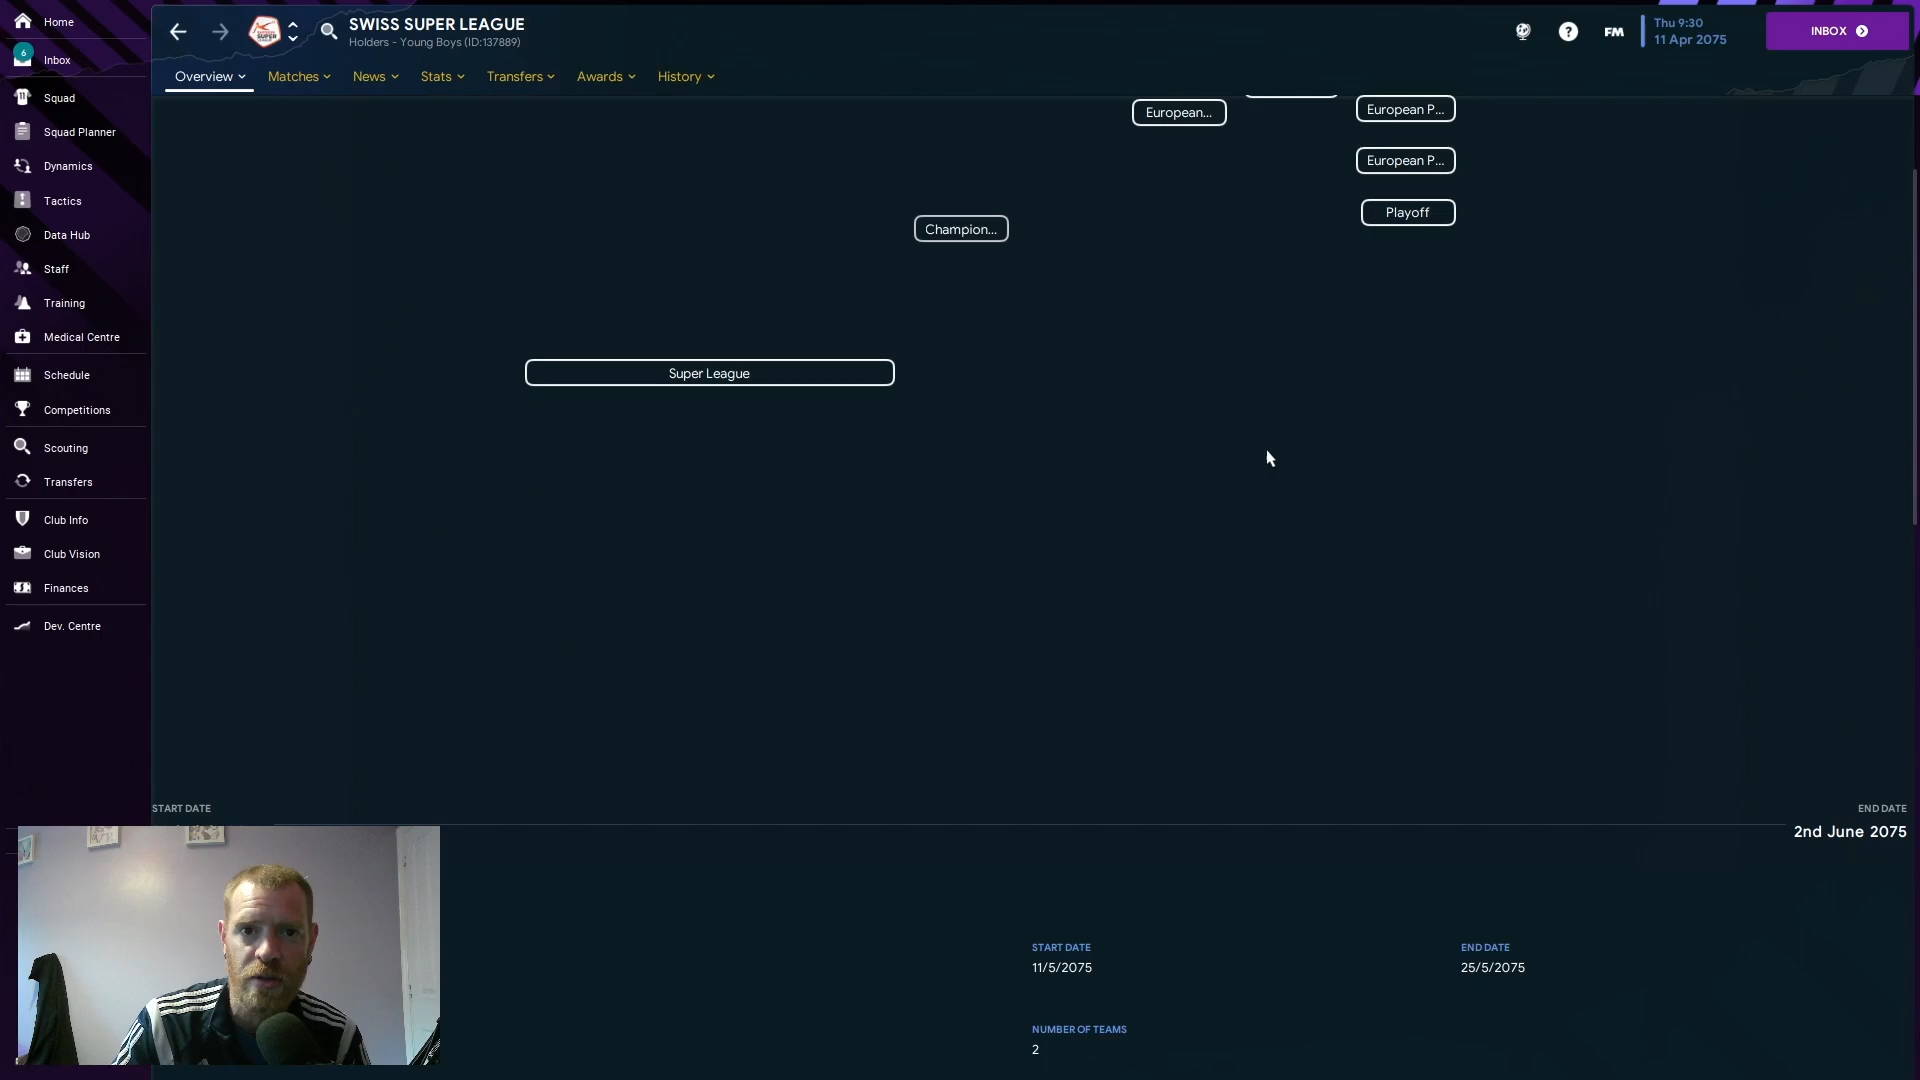 Home
6
Inbox
Squad
Squad Planner
Dynamics
Tactics
Data Hub
Staff
Training
Medical Centre
Schedule
Competitions
Scouting
Transfers
Club Info
Club Vision
Finances
Dev. Centre
SWISS SUPER LEAGUE
Holders - Young Boys (ID:137889)
FM
Thu 9:30
11 Apr 2075
INBOX
Overview
Matches
News
Stats
Transfers
Awards
History
European...
European P...
European P...
Playoff
Champion...
Super League
START DATE
END DATE
2nd June 2075
START DATE
11/5/2075
END DATE
25/5/2075
NUMBER OF TEAMS
2